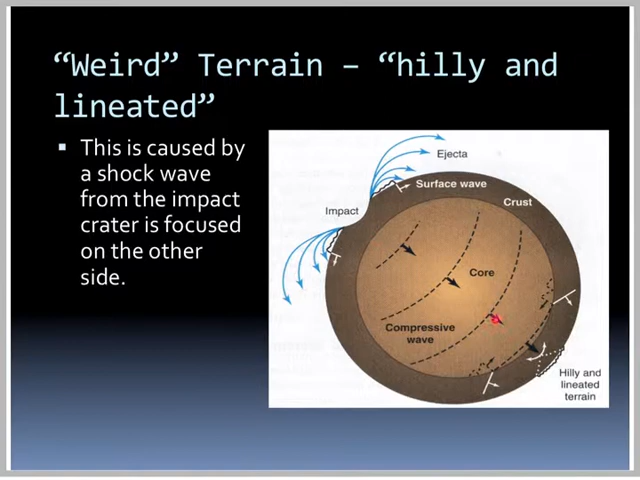 “Weird” Terrain – “hilly and
lineated”
▪ This is caused by
a shock wave
from the impact
crater is focused
on the other
side.
Ejecta
Surface wave
Crust
Impact
Core
Compressive
wave
Hilly and
lineated
terrain